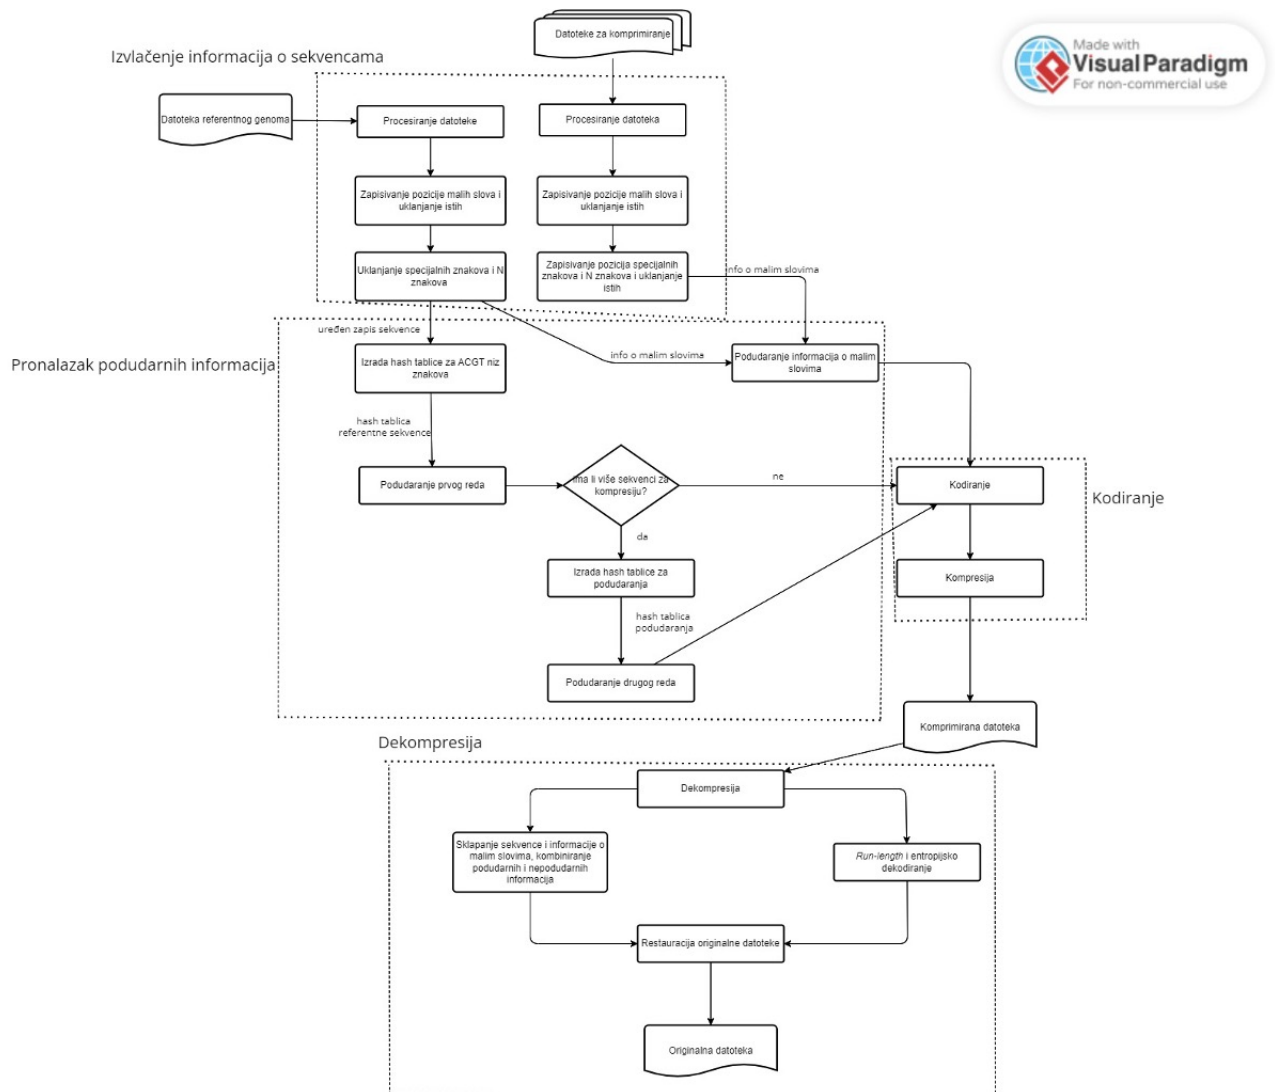 Datoteke za komprimiranje
Made with
Visual Paradigm
For non-commercial use
Izvlačenje informacija o sekvencama
Datoteka referentnog genoma
Procesiranje datoteke
Procesiranje datoteka
Zapisivanje pozicije malih slova i
uklanjanje istih
Zapisivanje pozicije malih slova i
uklanjanje istih
Uklanjanje specijalnih znakova i N
znakova
Zapisivanje pozicija specijalnih
znakova i N znakova i uklanjanje
istih
info o malim slovima
uređen zapis sekvence
Pronalazak podudarnih informacija
Izrada hash tablice za ACGT niz
znakova
info o malim slovima
Podudaranje informacija o malim
slovima
hash tablica
referentne sekvence
Podudaranje prvog reda
Ima li više sekvenci za
kompresiju?
ne
Kodiranje
Kodiranje
da
Izrada hash tablice za
podudaranja
Kompresija
hash tablica
podudaranja
Podudaranje drugog reda
Komprimirana datoteka
Dekompresija
Dekompresija
Sklapanje sekvence i informacije o
malim slovima, kombiniranje
podudarnih i nepodudarnih
informacija
Run-length i entropijsko
dekodiranje
Restauracija originalne datoteke
Originalna datoteka